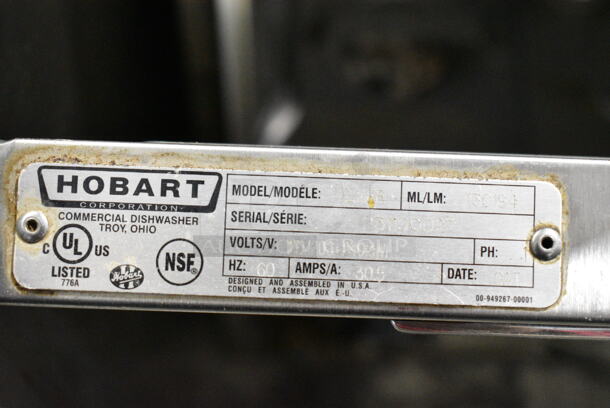 HOBART
CORPORATION
COMMERCIAL DISHWASHER
TROY, OHIO
C UL US
LISTED
776A
Hobart
NSF
MODEL/MODÈLE:
ML/LM:
SERIAL/SÉRIE:
VOLTS/V:
PH:
HZ: 60
AMPS/A:
DATE:
DESIGNED AND ASSEMBLED IN U.S.A.
CONÇU ET ASSEMBLÉ AUX É.-U.
00-949267-00001